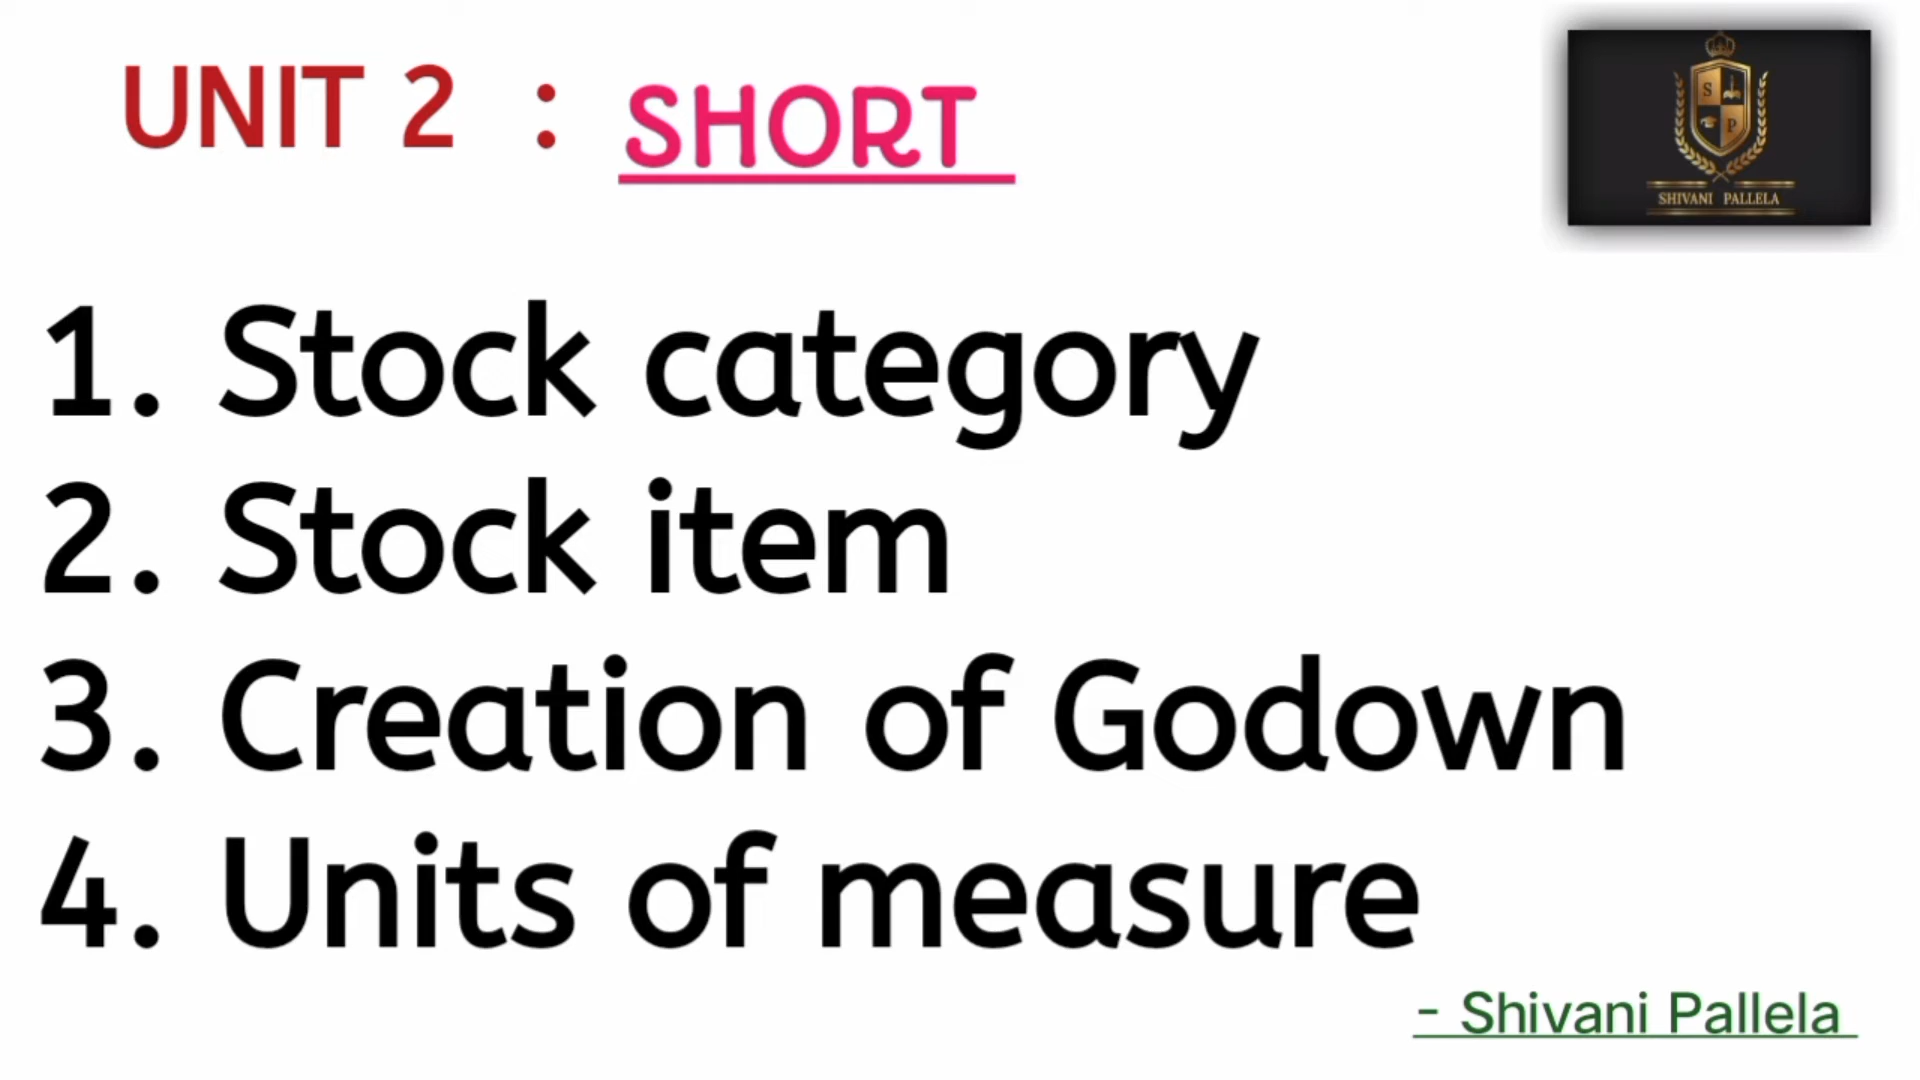 UNIT 2 : SHORT
S
P
SHIVANI PALLELA
1. Stock category
2. Stock item
3. Creation of Godown
4. Units of measure
- Shivani Pallela